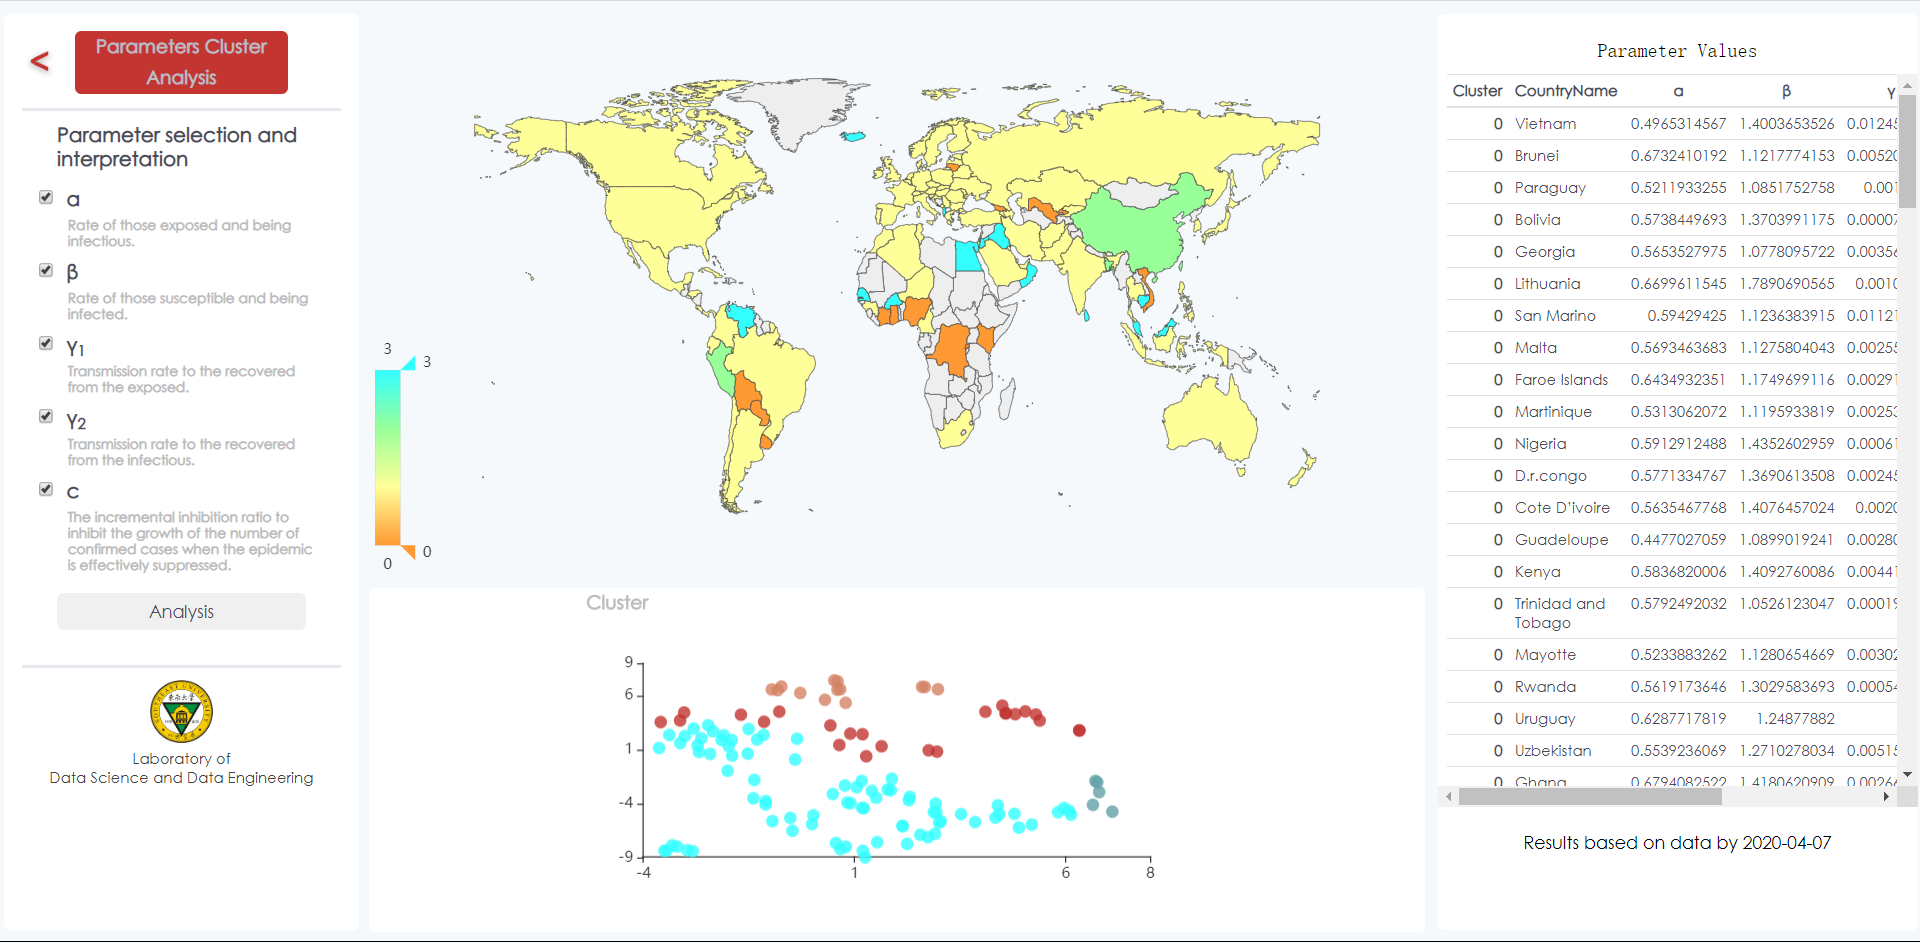 <
Parameters Cluster
Analysis
Parameter selection and
interpretation
α
Rate of those exposed and being
infectious.
β
Rate of those susceptible and being
infected.
γ1
Transmission rate to the recovered
from the exposed.
γ2
Transmission rate to the recovered
from the infectious.
c
The incremental inhibition ratio to
inhibit the growth of the number of
confirmed cases when the epidemic
is effectively suppressed.
Analysis
SOUTHEAST UNIVERSITY
Laboratory of
Data Science and Data Engineering
3
3
0
0
Cluster
9
6
1
-4
-9
-4 1 6 8
Parameter Values
Cluster CountryName α β γ
0 Vietnam 0.4965314567 1.4003653526 0.01245
0 Brunei 0.6732410192 1.1217774153 0.00520
0 Paraguay 0.5211933255 1.0851752758 0.001
0 Bolivia 0.5738449693 1.3703991175 0.00007
0 Georgia 0.5653527975 1.0778095722 0.00356
0 Lithuania 0.6699611545 1.7890690565 0.0010
0 San Marino 0.59429425 1.1236383915 0.01121
0 Malta 0.5693463683 1.1275804043 0.00255
0 Faroe Islands 0.6434932351 1.1749699116 0.00291
0 Martinique 0.5313062072 1.1195933819 0.00253
0 Nigeria 0.5912912488 1.4352602959 0.00061
0 D.r.congo 0.5771334767 1.3690613508 0.00245
0 Cote D'ivoire 0.5635467768 1.4076457024 0.0020
0 Guadeloupe 0.4477027059 1.0899019241 0.00280
0 Kenya 0.5836820006 1.4092760086 0.00441
0 Trinidad and 0.5792492032 1.0526123047 0.00019
Tobago
0 Mayotte 0.5233883262 1.1280654669 0.00302
0 Rwanda 0.5619173646 1.3029583693 0.00054
0 Uruguay 0.6287717819 1.24877882
0 Uzbekistan 0.5539236069 1.2710278034 0.00515
0 Ghana 0.6794082522 1.4180620909 0.00266
Results based on data by 2020-04-07